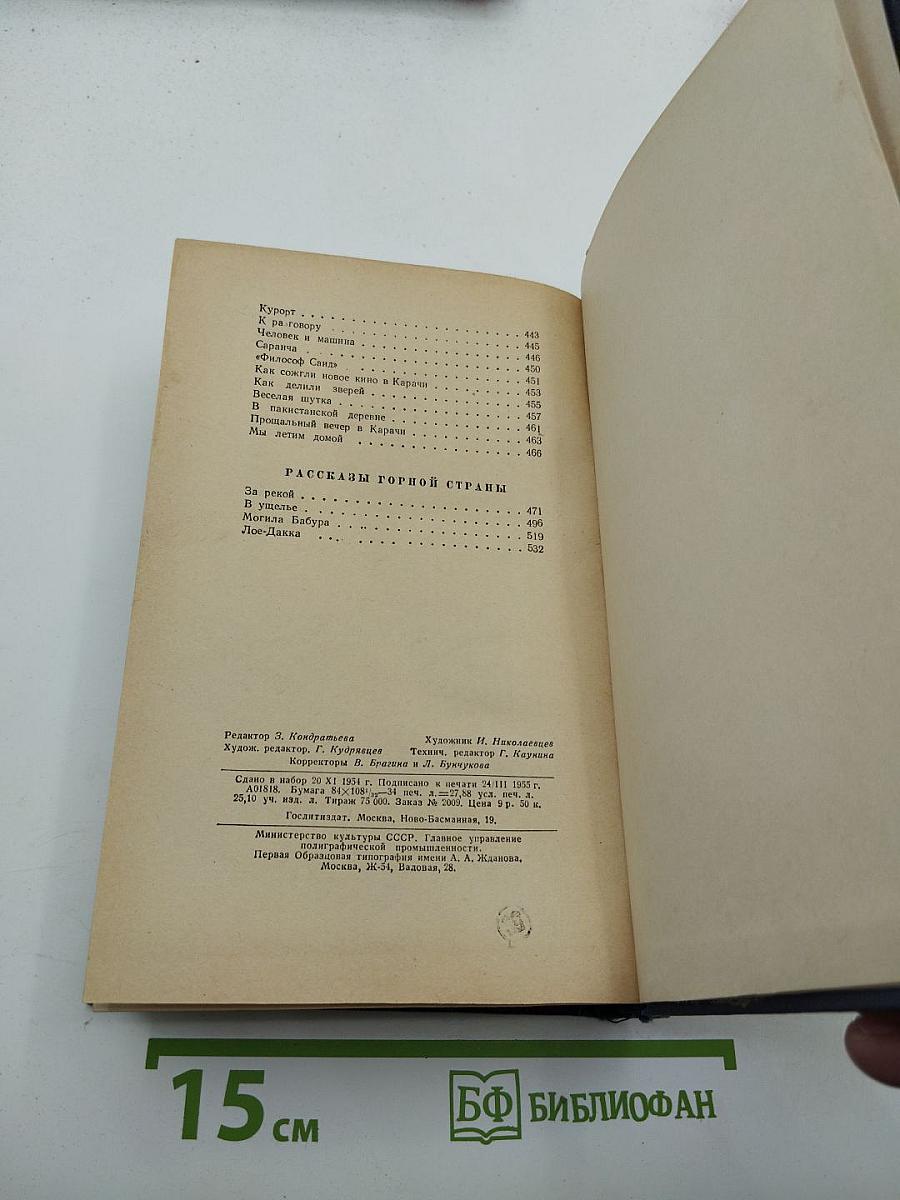 Курорт . . . . . . . . . . . . . . . . . . . . 443
К разговору . . . . . . . . . . . . . . . . . . 445
Человек и машина . . . . . . . . . . . . . . . 446
Саранча . . . . . . . . . . . . . . . . . . . . 450
«Философ Саид» . . . . . . . . . . . . . . . . 451
Как сожгли новое кино в Карачи . . . . . . . . 453
Как делили зверей . . . . . . . . . . . . . . . 455
Веселая шутка . . . . . . . . . . . . . . . . . 457
В пакистанской деревне . . . . . . . . . . . . 461
Прощальный вечер в Карачи . . . . . . . . . . 463
Мы летим домой . . . . . . . . . . . . . . . . 466
РАССКАЗЫ ГОРНОЙ СТРАНЫ
За рекой . . . . . . . . . . . . . . . . . . . 471
В ущелье . . . . . . . . . . . . . . . . . . . 496
Могила Бабура . . . . . . . . . . . . . . . . . 519
Лое-Дакка . . . . . . . . . . . . . . . . . . . 532
Редактор З. Кондратьева Художник И. Николаевцев
Худож. редактор. Г. Кудрявцев Технич. редактор Г. Каунина
Корректоры В. Брагина и Л. Бунчукова
Сдано в набор 20 XI 1954 г. Подписано к печати 24/III 1955 г.
А01818. Бумага 84×108¹/₃₂—34 печ. л.=27,88 усл. печ. л.
25,10 уч. изд. л. Тираж 75 000. Заказ № 2009. Цена 9 р. 50 к.
Гослитиздат. Москва, Ново-Басманная, 19.
Министерство культуры СССР. Главное управление
полиграфической промышленности.
Первая Образцовая типография имени А. А. Жданова,
Москва, Ж-54, Валовая, 28.
15 см
БФ БИБЛИОФАН